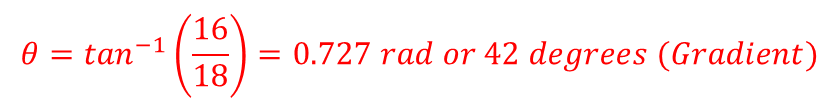 θ = tan⁻¹ (16/18) = 0.727 rad or 42 degrees (Gradient)